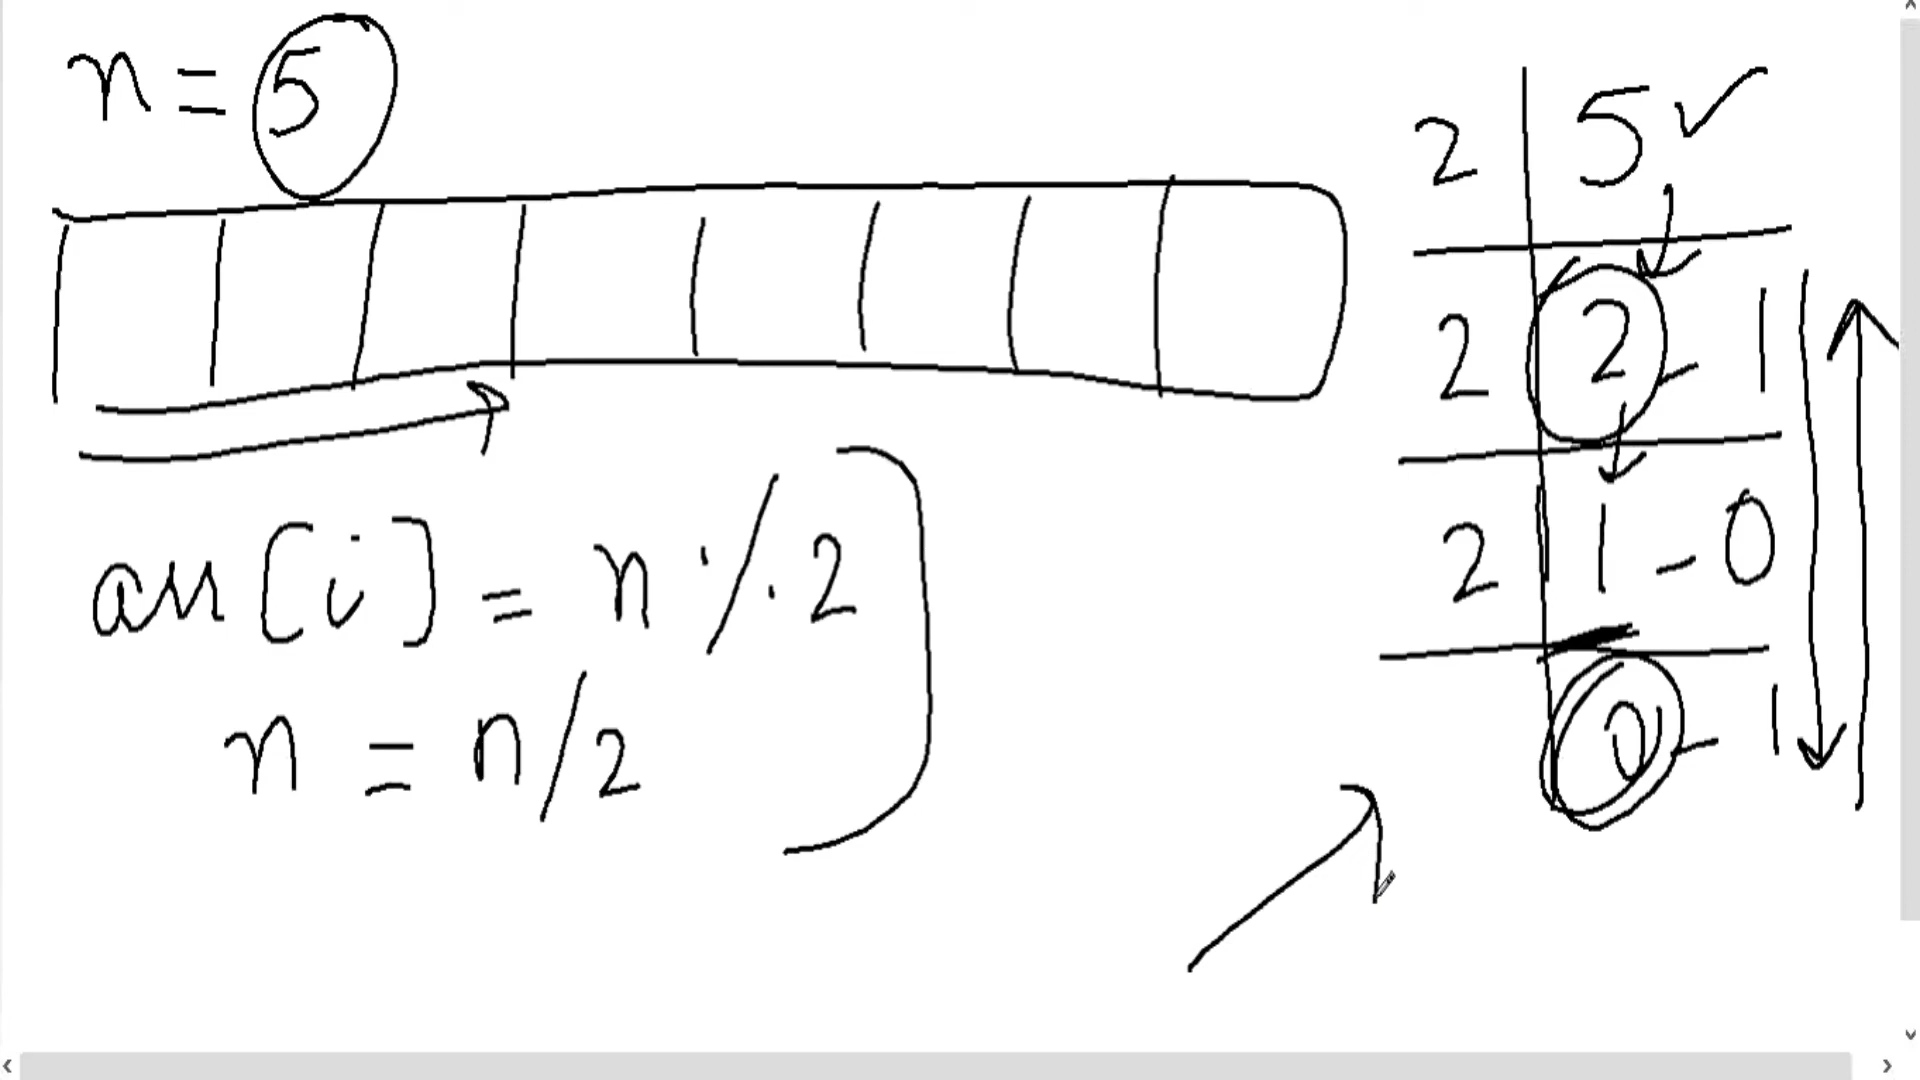 n = 5
arr[i] = n % 2
n = n/2
2 5 ✓
2 2 - 1
2 1 - 0
0 - 1